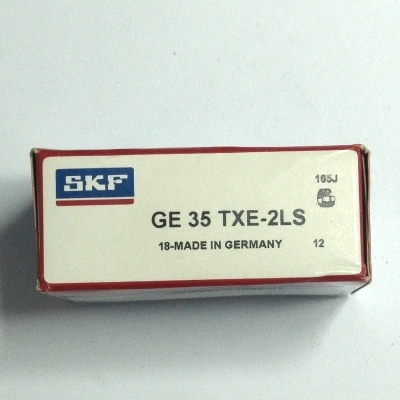 SKF
165J
GE 35 TXE-2LS
18-MADE IN GERMANY 12